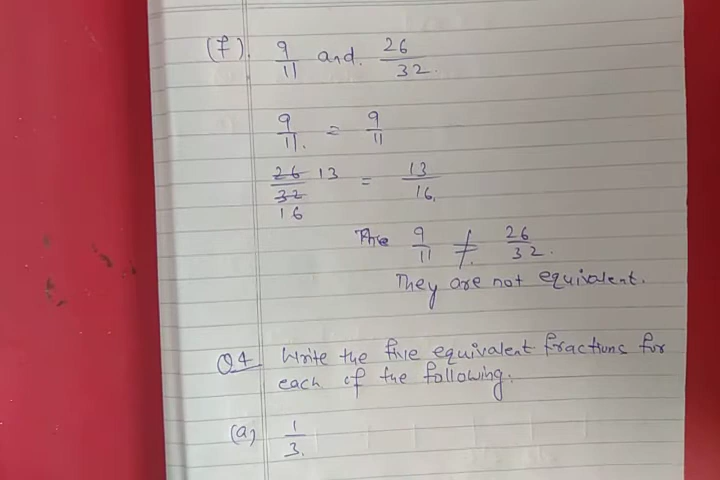 (f). 9/11 and. 26/32.
9/11. = 9/11
26/32 13/16 = 13/16.
The 9/11 ≠ 26/32.
They are not equivalent.
Q4 Write the five equivalent fractions for
each of the following.
(a) 1/3.